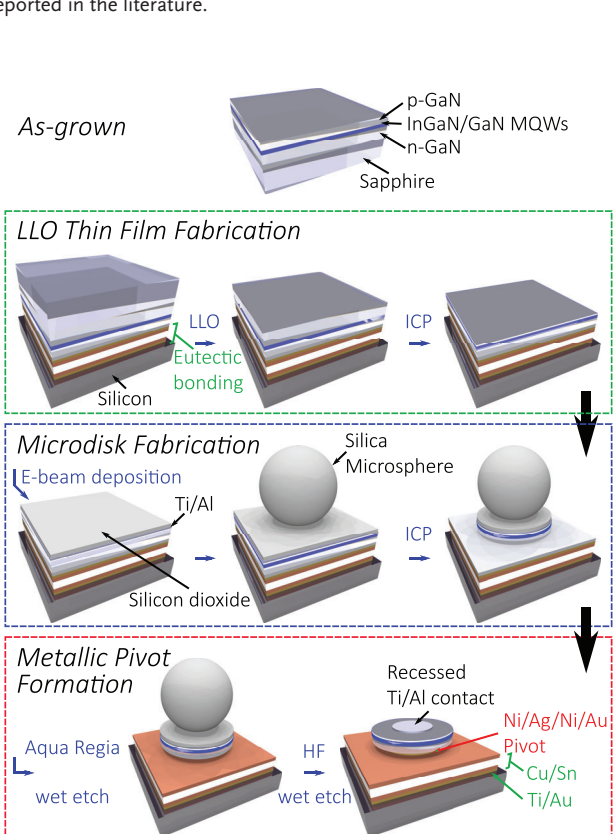 eported in the literature.
As-grown
p-GaN
InGaN/GaN MQWs
n-GaN
Sapphire
LLO Thin Film Fabrication
LLO
ICP
Eutectic
bonding
Silicon
Microdisk Fabrication
Silica
Microsphere
E-beam deposition
Ti/Al
ICP
Silicon dioxide
Metallic Pivot
Formation
Recessed
Ti/Al contact
Ni/Ag/Ni/Au
Pivot
Aqua Regia
wet etch
HF
wet etch
Cu/Sn
Ti/Au